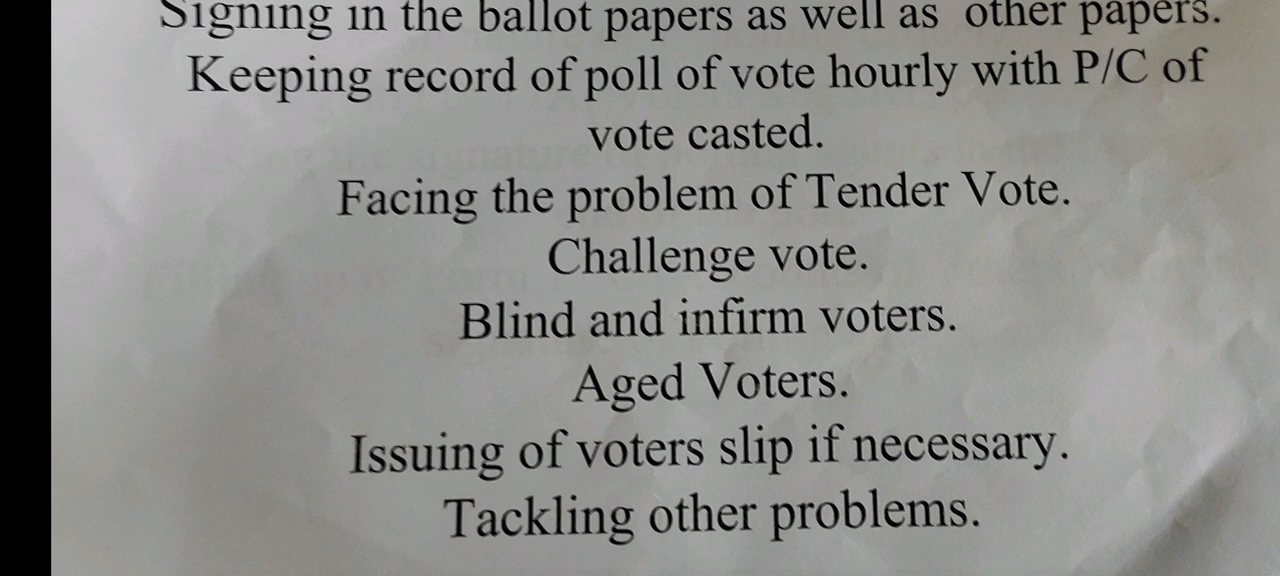 Signing in the ballot papers as well as other papers.
Keeping record of poll of vote hourly with P/C of
vote casted.
Facing the problem of Tender Vote.
Challenge vote.
Blind and infirm voters.
Aged Voters.
Issuing of voters slip if necessary.
Tackling other problems.